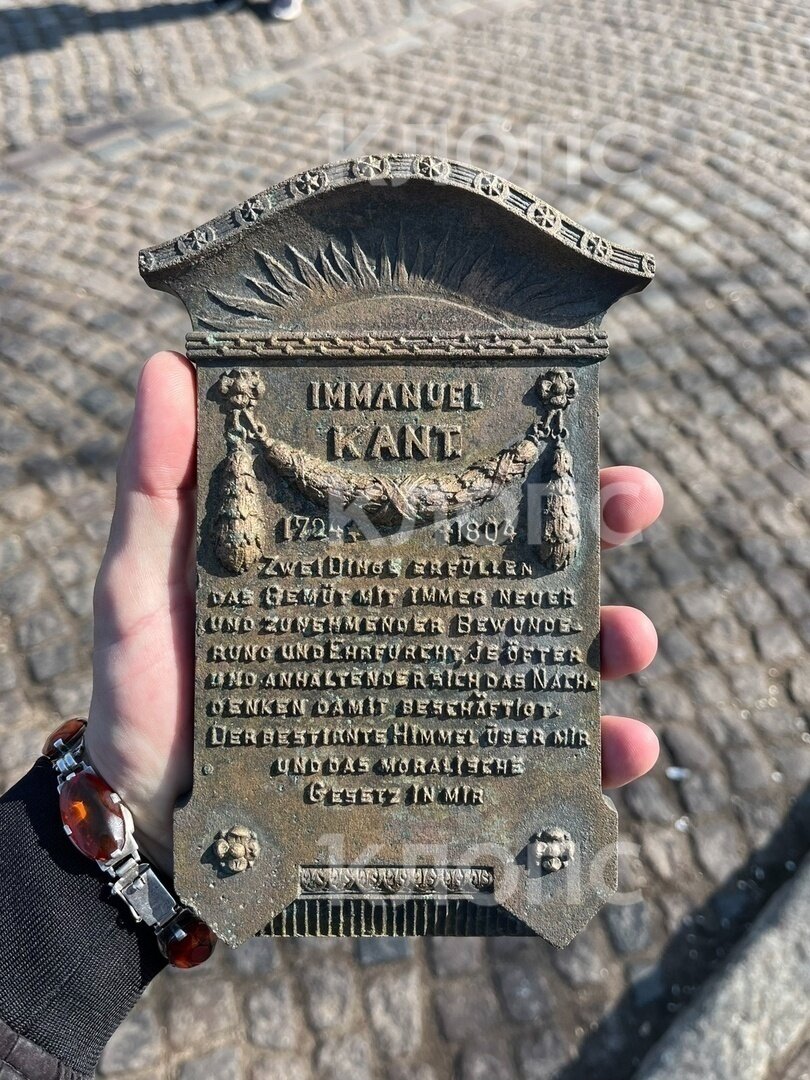 КЛОПС
IMMANUEL
KANT.
1724- +1804
КЛОПС
ZWEI DINGE ERFÜLLEN
DAS GEMÜT MIT IMMER NEUER
UND ZUNEHMENDER BEWUNDE-
RUNG UND EHRFURCHT, JE ÖFTER
UND ANHALTENDER SICH DAS NACH-
DENKEN DAMIT BESCHÄFTIGT.
DER BESTIRNTE HIMMEL ÜBER MIR
UND DAS MORALISCHE
GESETZ IN MIR
КЛОПС